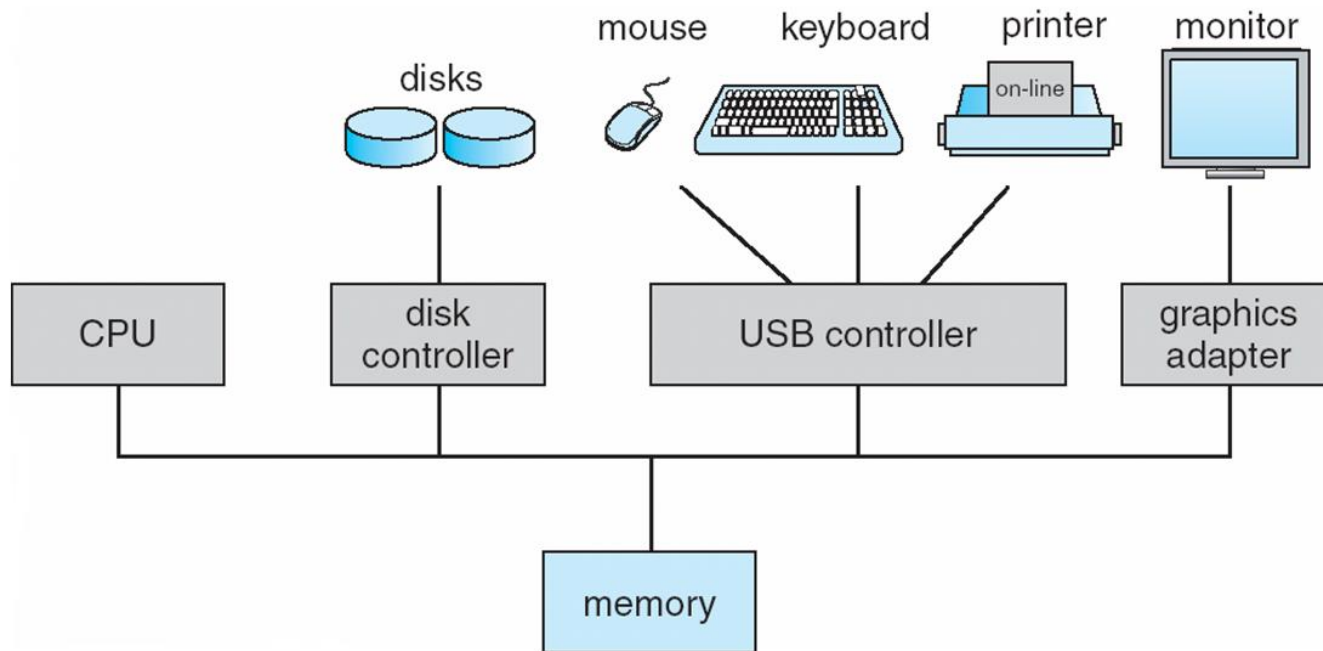 mouse
keyboard
printer
monitor
disks
on-line
CPU
disk
controller
USB controller
graphics
adapter
memory